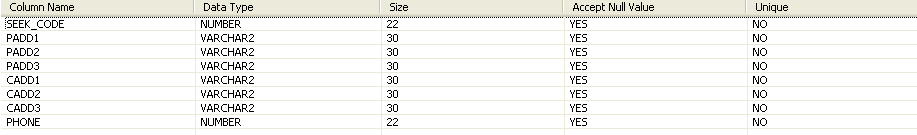 Column Name Data Type Size Accept Null Value Unique
SEEK_CODE NUMBER 22 YES NO
PADD1 VARCHAR2 30 YES NO
PADD2 VARCHAR2 30 YES NO
PADD3 VARCHAR2 30 YES NO
CADD1 VARCHAR2 30 YES NO
CADD2 VARCHAR2 30 YES NO
CADD3 VARCHAR2 30 YES NO
PHONE NUMBER 22 YES NO